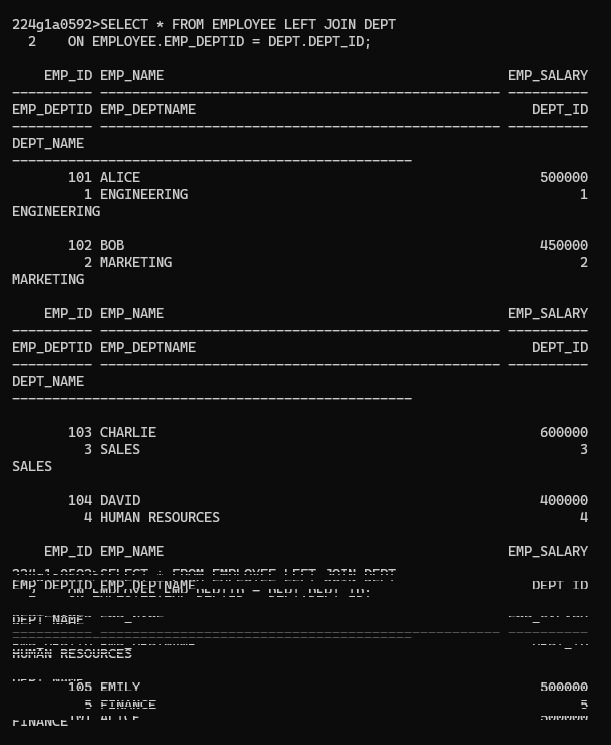 224g1a0592>SELECT * FROM EMPLOYEE LEFT JOIN DEPT
2 ON EMPLOYEE.EMP_DEPTID = DEPT.DEPT_ID;
EMP_ID EMP_NAME EMP_SALARY
---------- -------------------------------------------------- ----------
EMP_DEPTID EMP_DEPTNAME DEPT_ID
---------- -------------------------------------------------- ----------
DEPT_NAME
--------------------------------------------------
101 ALICE 500000
1 ENGINEERING 1
ENGINEERING
102 BOB 450000
2 MARKETING 2
MARKETING
EMP_ID EMP_NAME EMP_SALARY
---------- -------------------------------------------------- ----------
EMP_DEPTID EMP_DEPTNAME DEPT_ID
---------- -------------------------------------------------- ----------
DEPT_NAME
--------------------------------------------------
103 CHARLIE 600000
3 SALES 3
SALES
104 DAVID 400000
4 HUMAN RESOURCES 4
EMP_ID EMP_NAME EMP_SALARY
EMP_DEPTID EMP_DEPTNAME DEPT_ID
DEPT_NAME
HUMAN RESOURCES
105 EMILY 500000
5 FINANCE 5
FINANCE